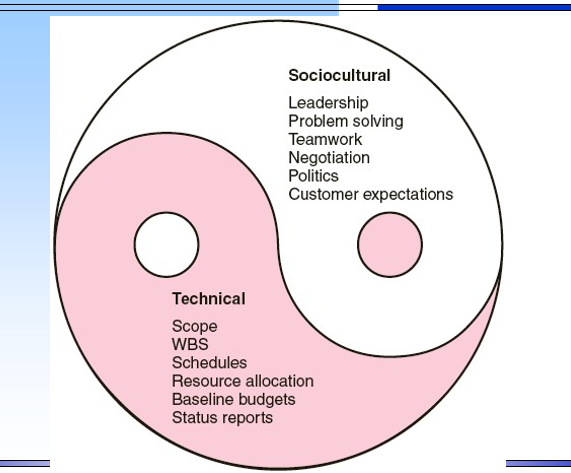 Sociocultural
Leadership
Problem solving
Teamwork
Negotiation
Politics
Customer expectations
Technical
Scope
WBS
Schedules
Resource allocation
Baseline budgets
Status reports